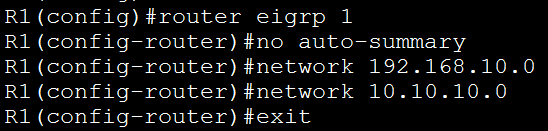 R1(config)#router eigrp 1
R1(config-router)#no auto-summary
R1(config-router)#network 192.168.10.0
R1(config-router)#network 10.10.10.0
R1(config-router)#exit